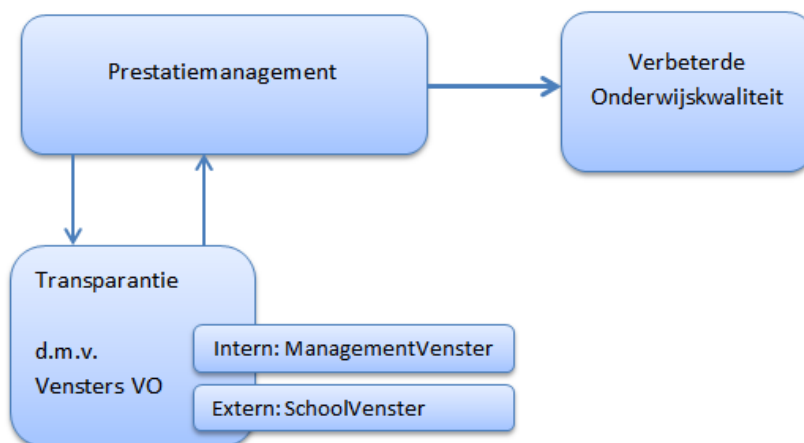 Prestatiemanagement
Verbeterde
Onderwijskwaliteit
Transparantie
d.m.v.
Vensters VO
Intern: ManagementVenster
Extern: SchoolVenster